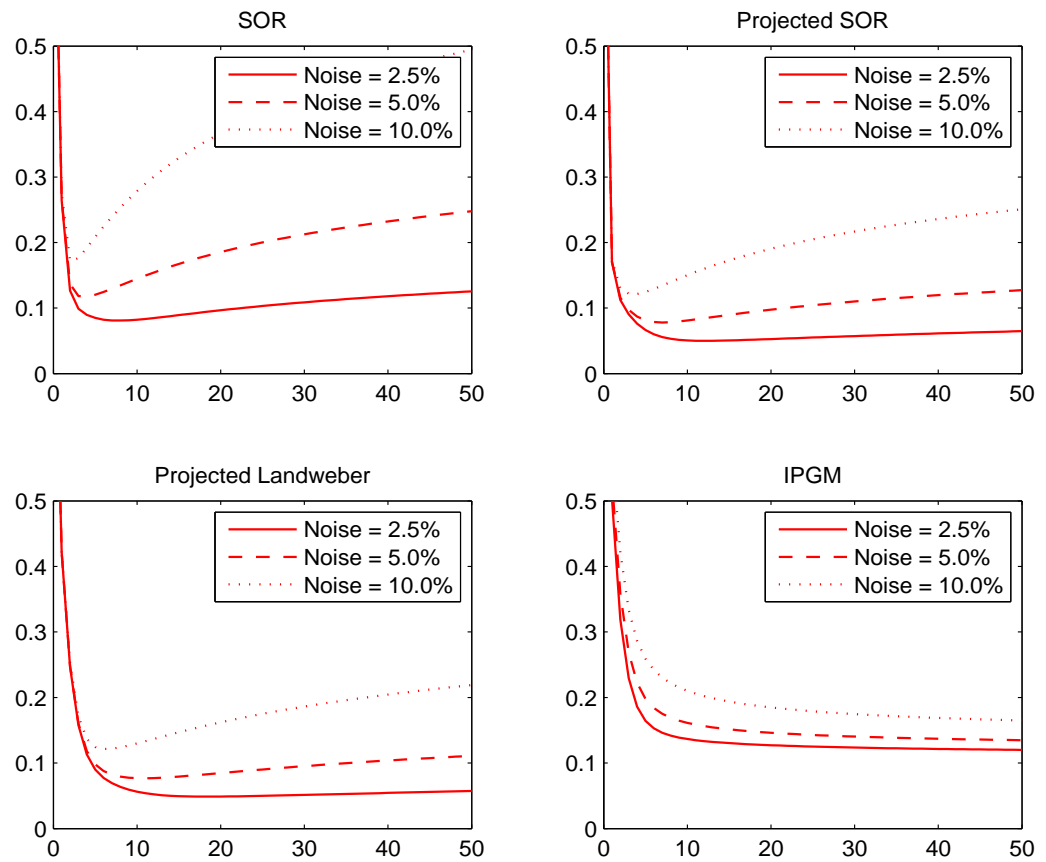 SOR
0.5
0.4
0.3
0.2
0.1
0
0 10 20 30 40 50
Noise = 2.5%
Noise = 5.0%
Noise = 10.0%
Projected SOR
0.5
0.4
0.3
0.2
0.1
0
0 10 20 30 40 50
Noise = 2.5%
Noise = 5.0%
Noise = 10.0%
Projected Landweber
0.5
0.4
0.3
0.2
0.1
0
0 10 20 30 40 50
Noise = 2.5%
Noise = 5.0%
Noise = 10.0%
IPGM
0.5
0.4
0.3
0.2
0.1
0
0 10 20 30 40 50
Noise = 2.5%
Noise = 5.0%
Noise = 10.0%